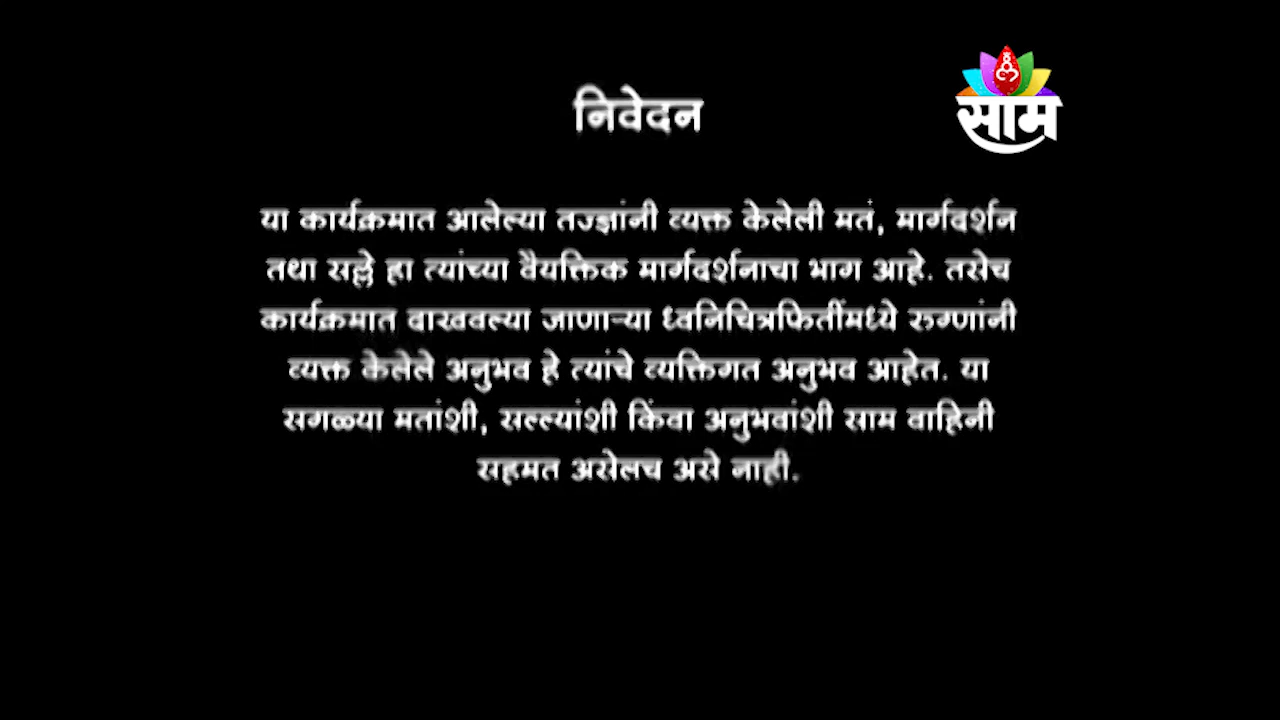 निवेदन
साम
या कार्यक्रमात आलेल्या तज्ज्ञांनी व्यक्त केलेली मतं, मार्गदर्शन
तथा सल्ले हा त्यांच्या वैयक्तिक मार्गदर्शनाचा भाग आहे. तसेच
कार्यक्रमात दाखवल्या जाणाऱ्या ध्वनिचित्रफितींमध्ये रुग्णांनी
व्यक्त केलेले अनुभव हे त्यांचे व्यक्तिगत अनुभव आहेत. या
सगळ्या मतांशी, सल्ल्यांशी किंवा अनुभवांशी साम वाहिनी
सहमत असेलच असे नाही.